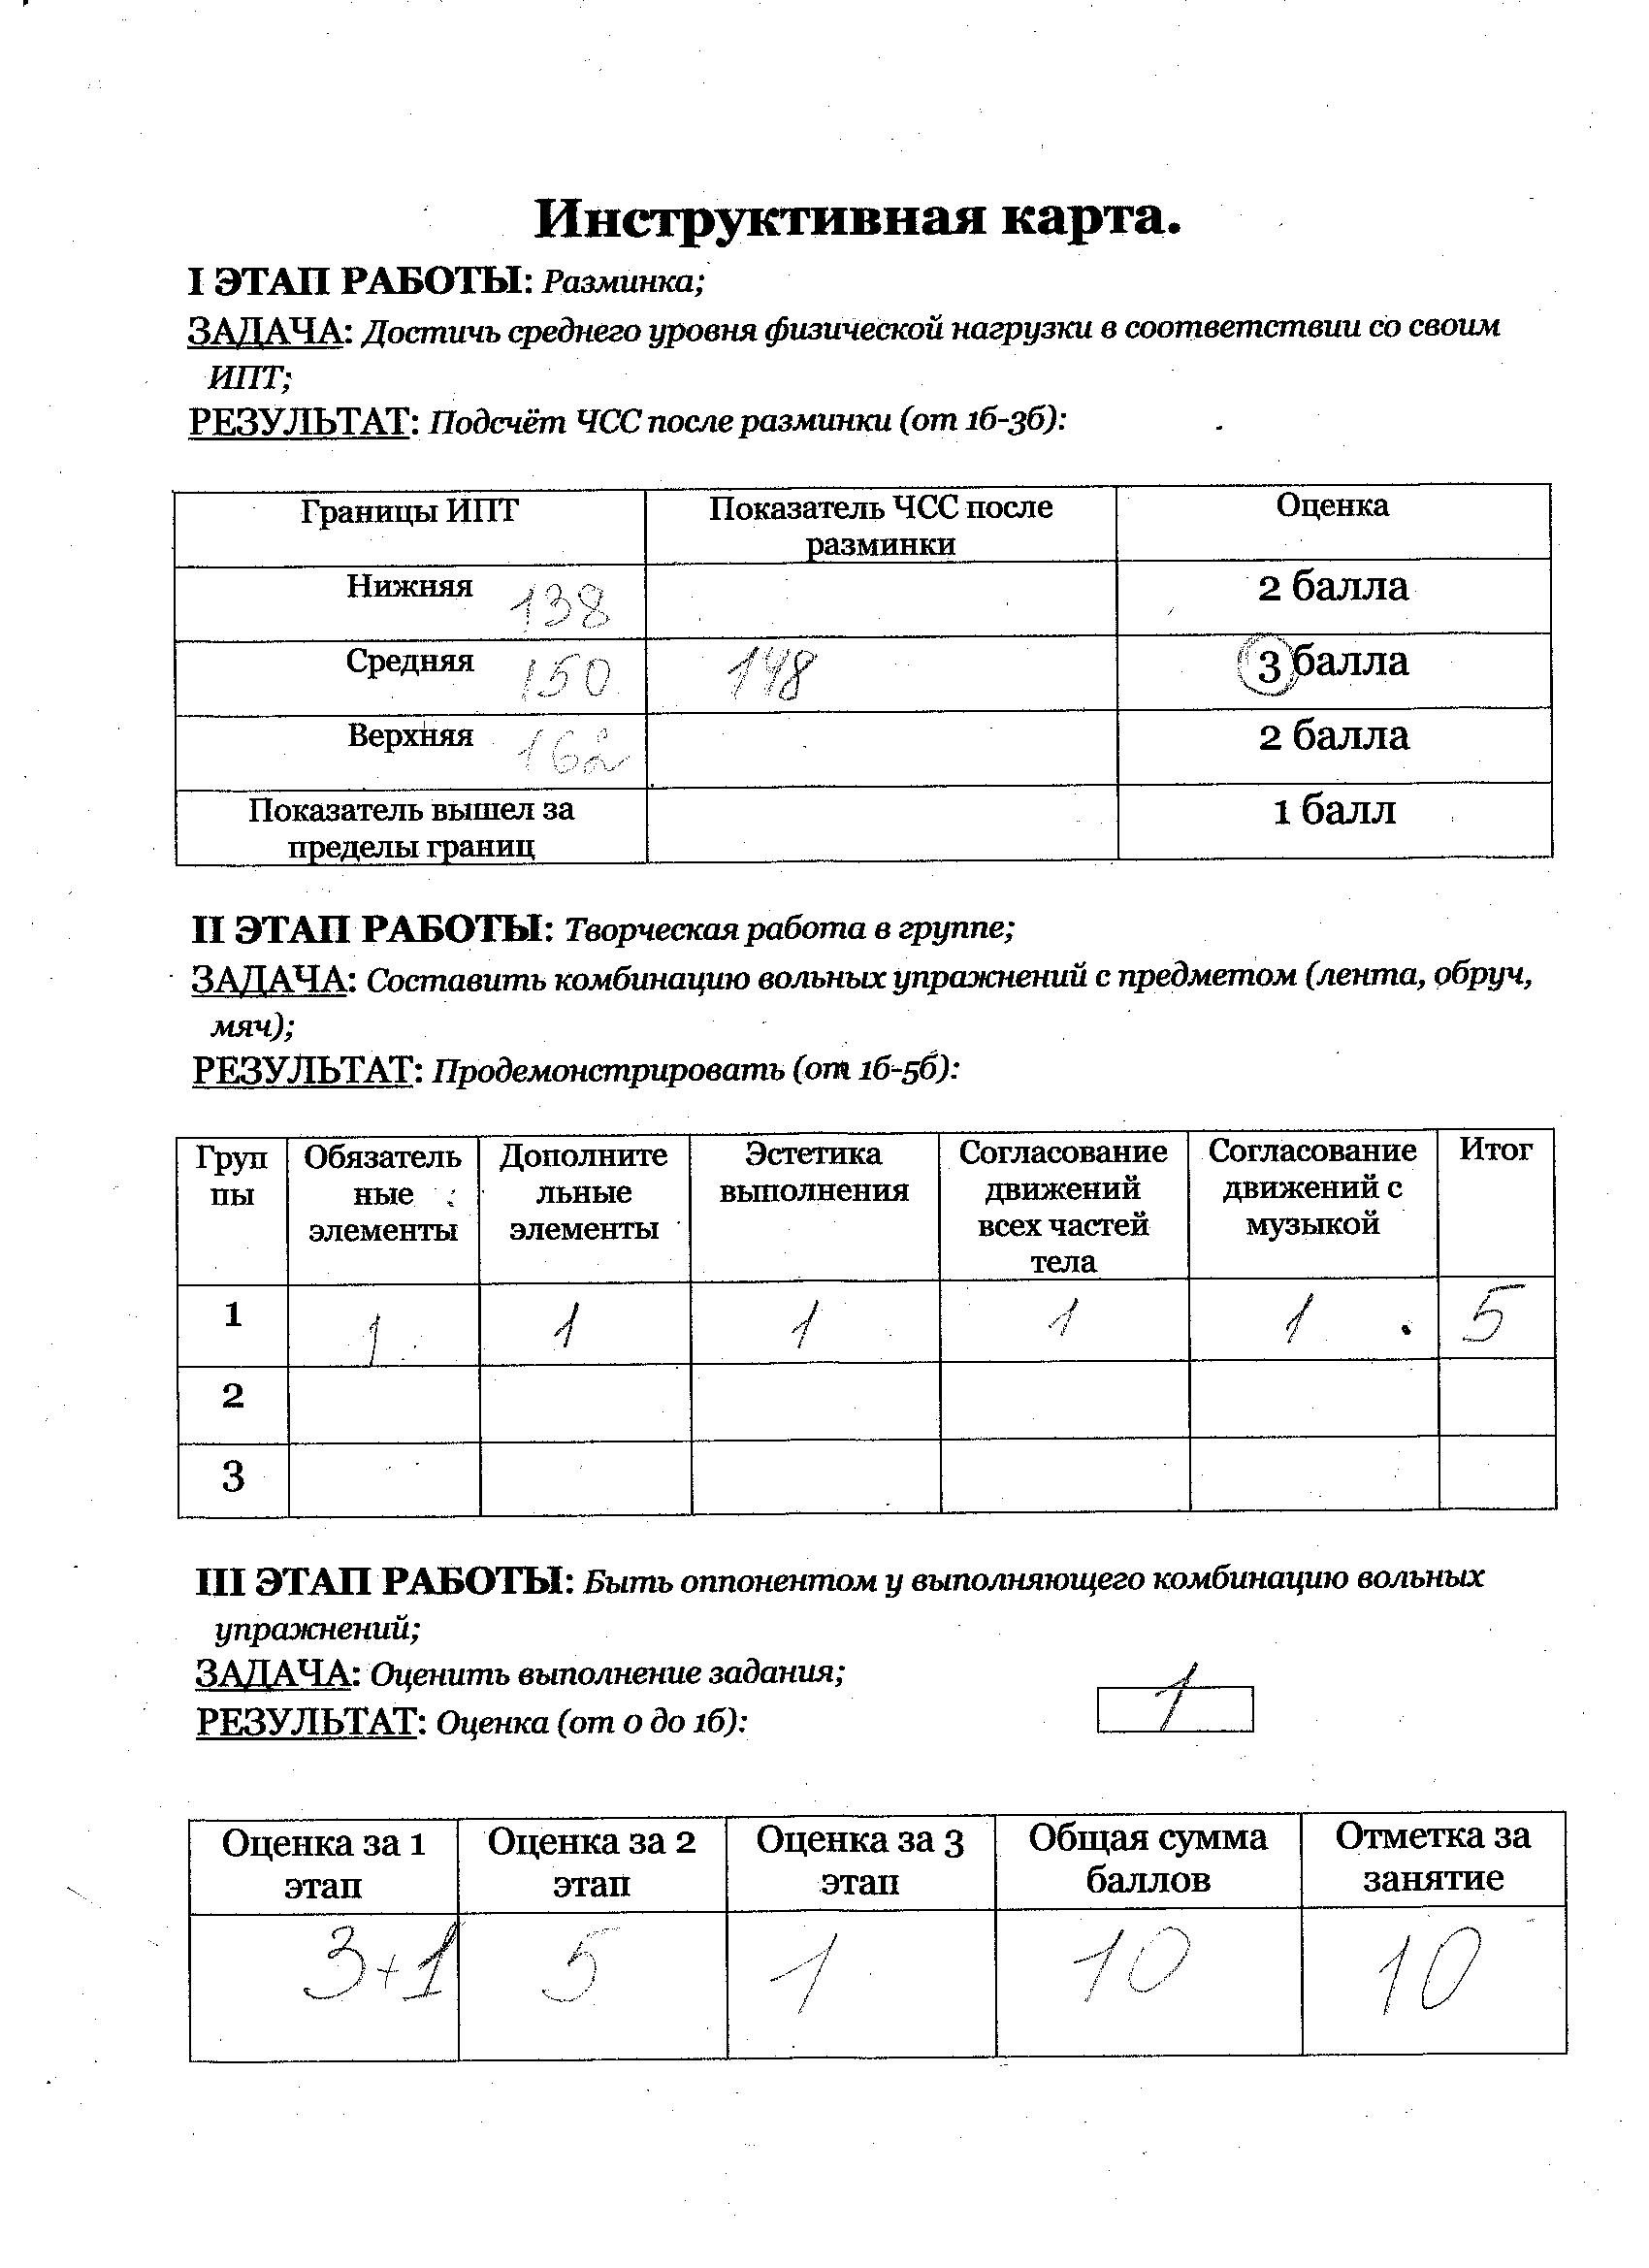 Инструктивная карта.
I ЭТАП РАБОТЫ: Разминка;
ЗАДАЧА: Достичь среднего уровня физической нагрузки в соответствии со своим
ИПТ;
РЕЗУЛЬТАТ: Подсчёт ЧСС после разминки (от 1б-3б):
Границы ИПТ Показатель ЧСС после Оценка
разминки
Нижняя 138 2 балла
Средняя 150 148 3 балла
Верхняя 162 2 балла
Показатель вышел за 1 балл
пределы границ
II ЭТАП РАБОТЫ: Творческая работа в группе;
ЗАДАЧА: Составить комбинацию вольных упражнений с предметом (лента, обруч,
мяч);
РЕЗУЛЬТАТ: Продемонстрировать (от 1б-5б):
Груп Обязатель Дополните Эстетика Согласование Согласование Итог
пы ные льные выполнения движений движений с
элементы элементы всех частей музыкой
тела
1 1 1 1 1 1 5
2
3
III ЭТАП РАБОТЫ: Быть оппонентом у выполняющего комбинацию вольных
упражнений;
ЗАДАЧА: Оценить выполнение задания;
РЕЗУЛЬТАТ: Оценка (от 0 до 1б): 1
Оценка за 1 Оценка за 2 Оценка за 3 Общая сумма Отметка за
этап этап этап баллов занятие
3+1 5 1 10 10